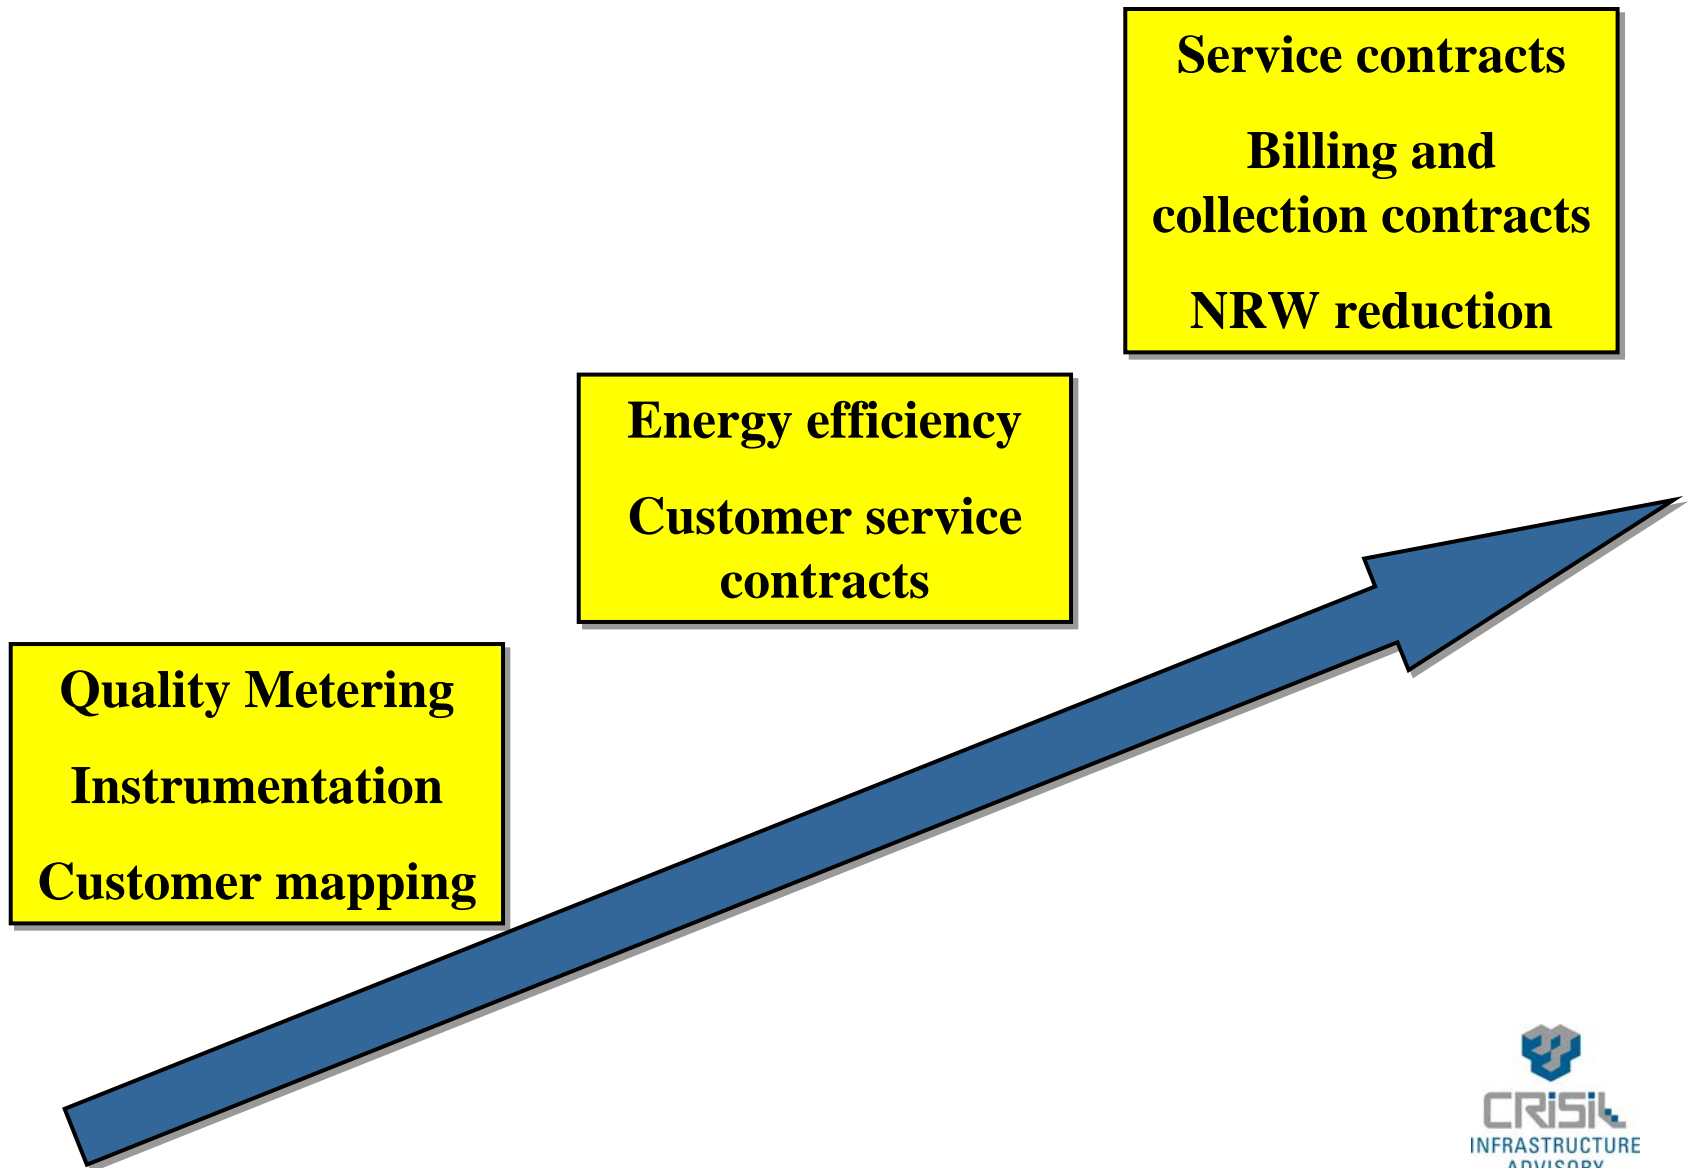 Service contracts
Billing and
collection contracts
NRW reduction
Energy efficiency
Customer service
contracts
Quality Metering
Instrumentation
Customer mapping
CRISIL
INFRASTRUCTURE
ADVISORY